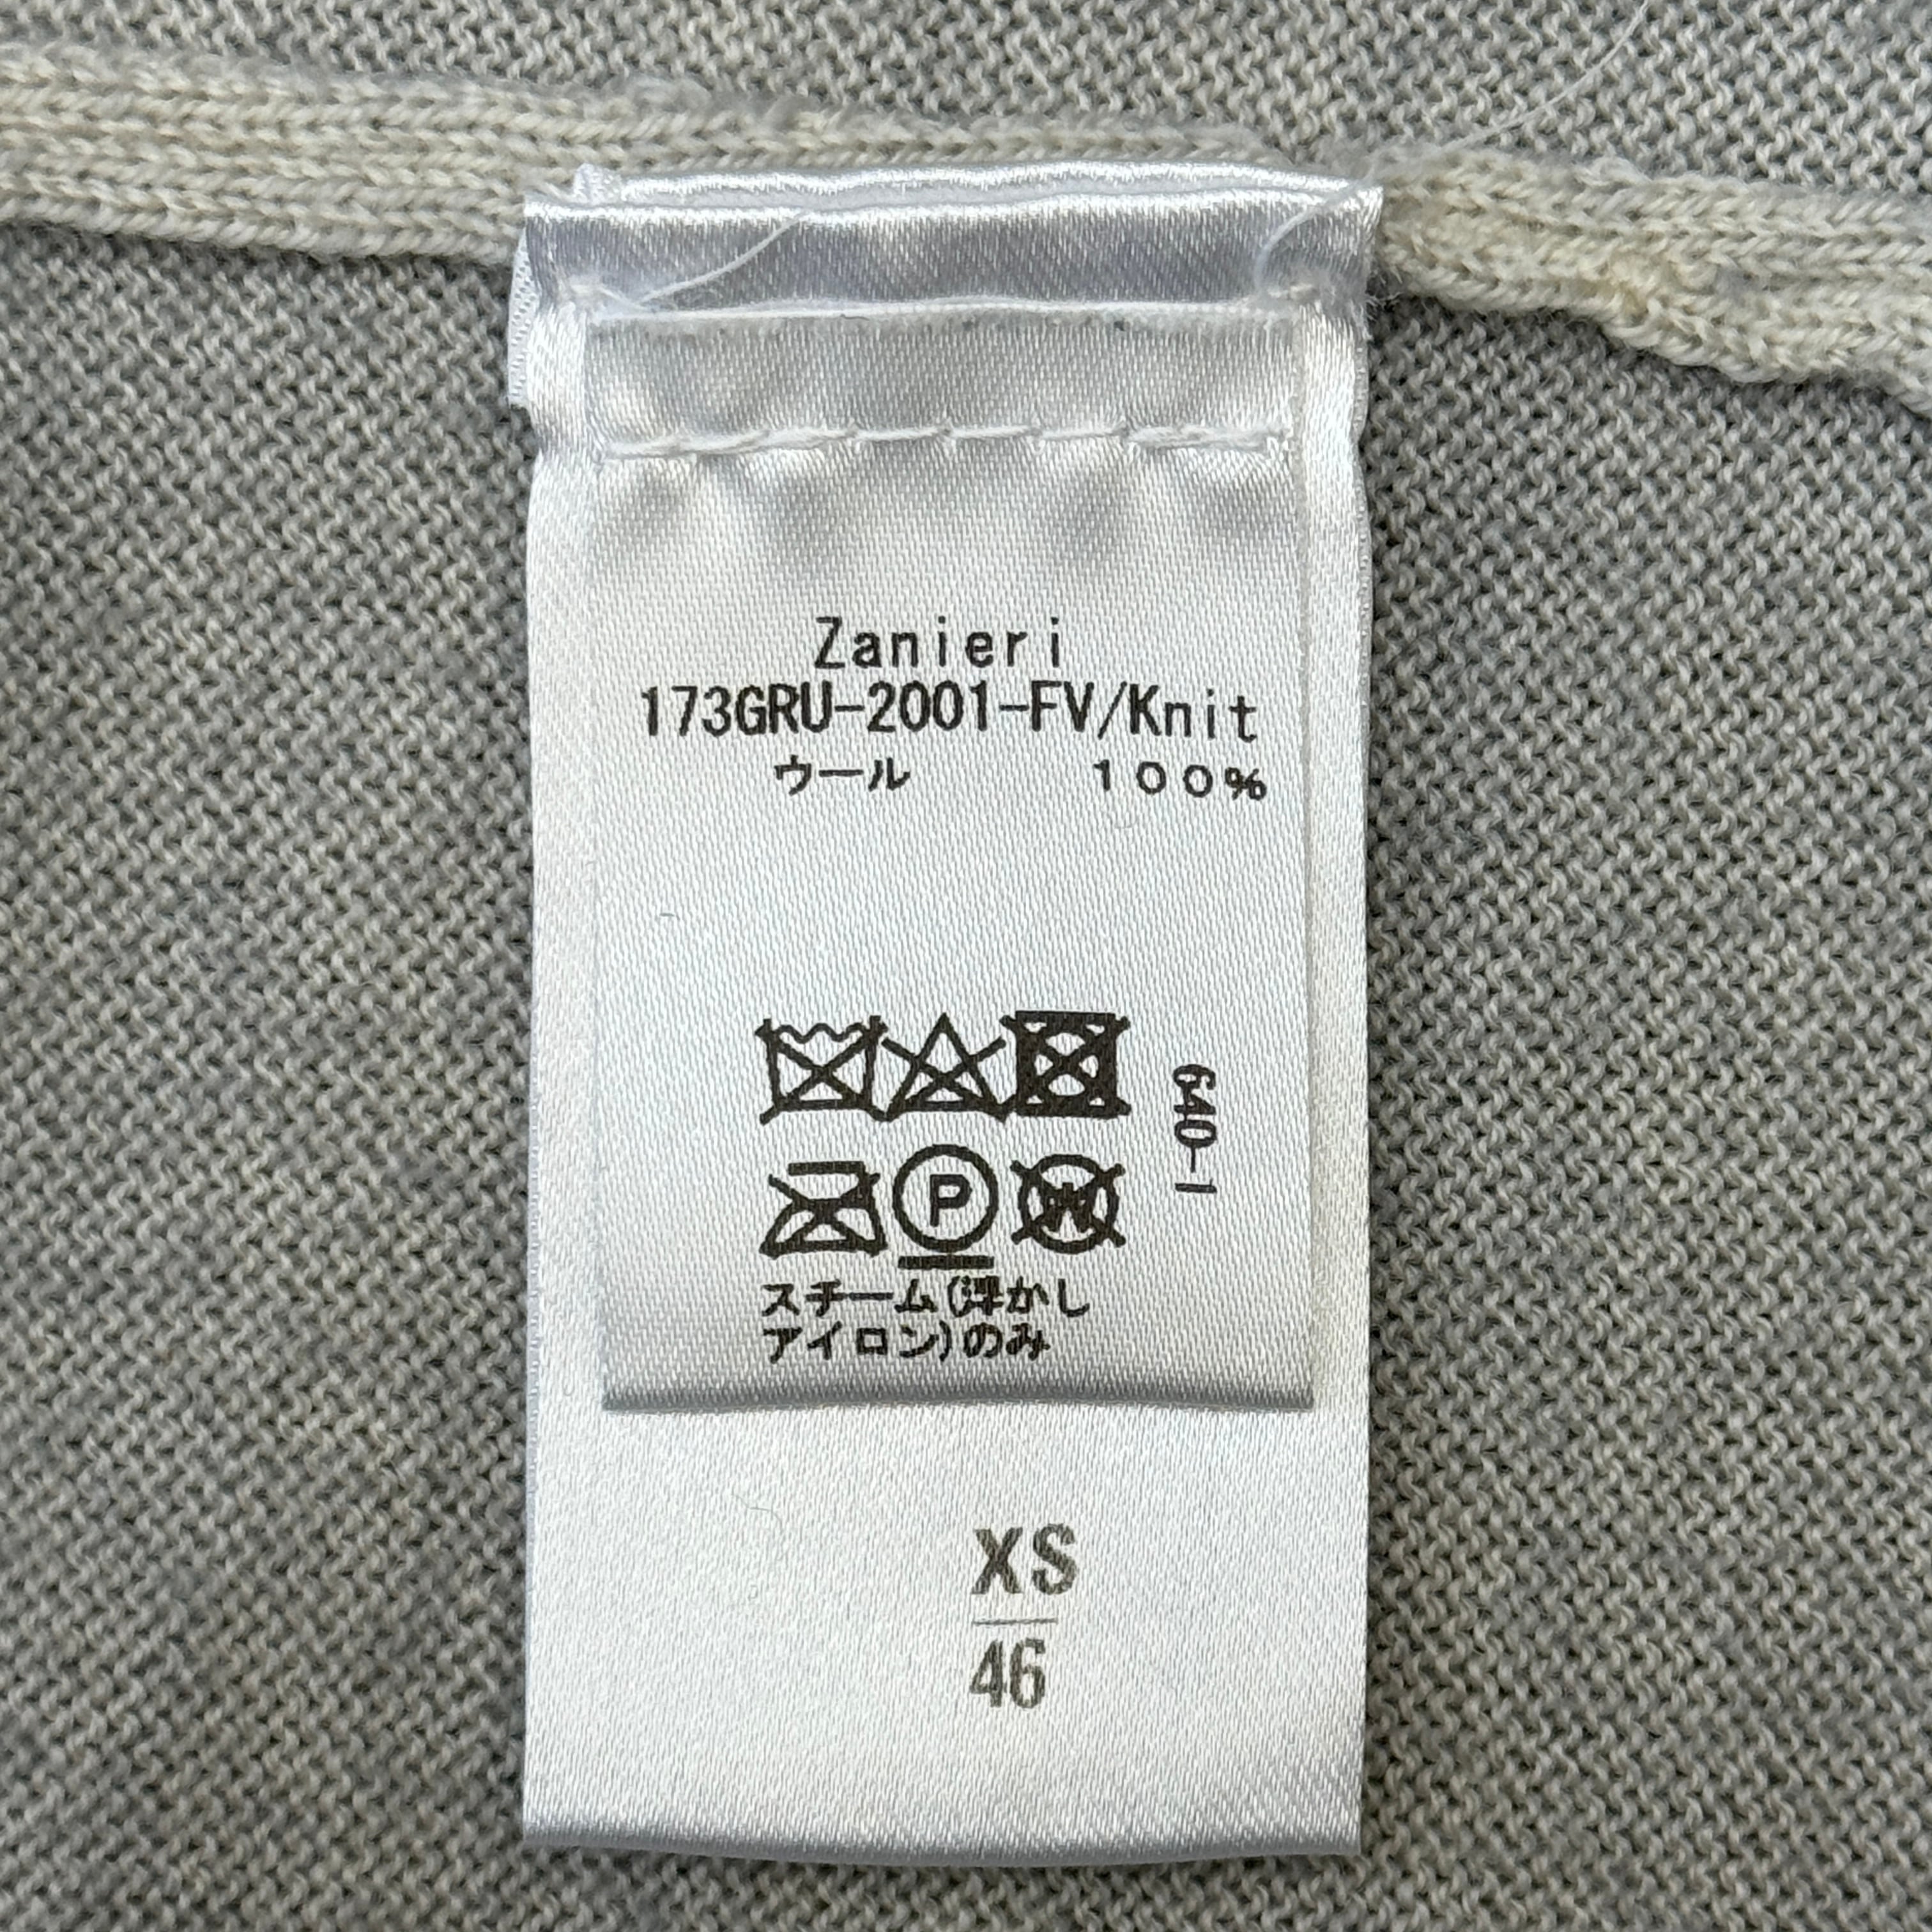 Zanieri
173GRU-2001-FV/Knit
ウール 100%
640-1
P
W
スチーム(浮かし
アイロン)のみ
XS
46